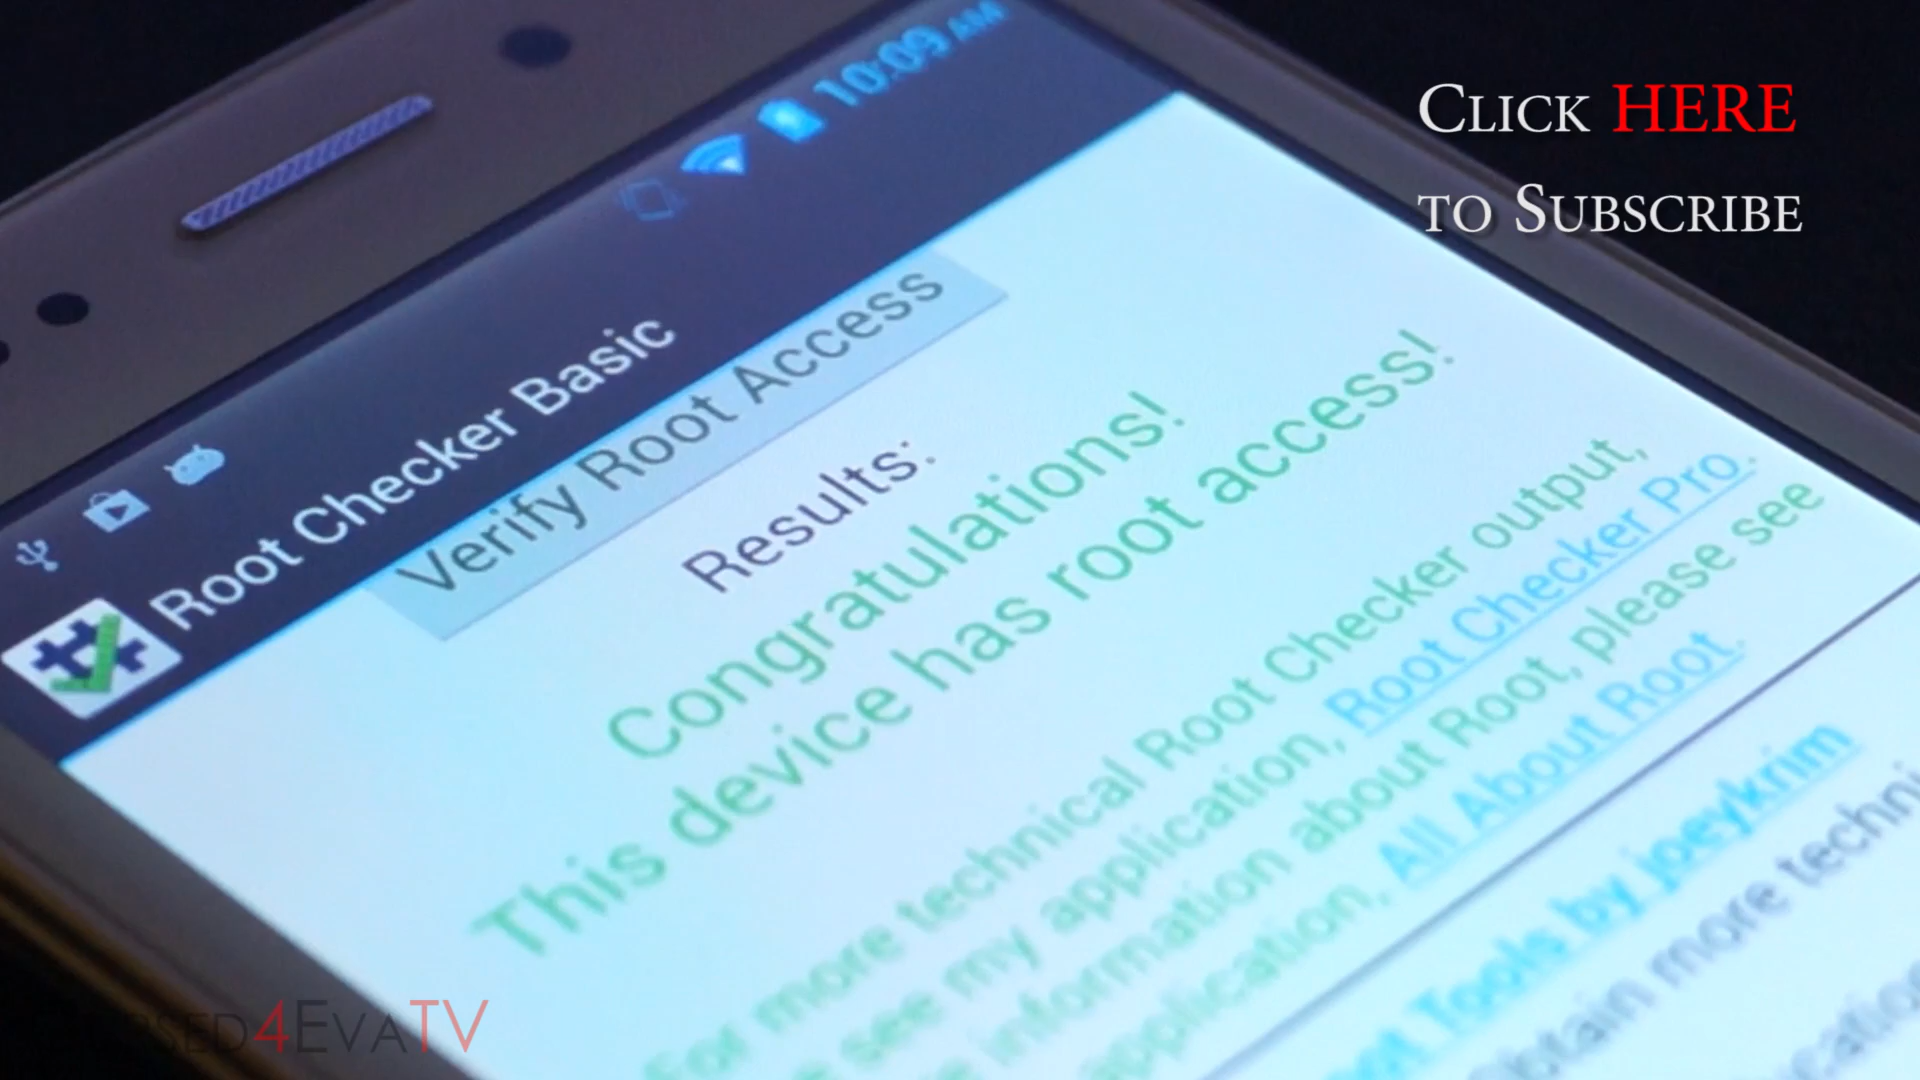 Click HERE
to Subscribe
10:09 AM
Root Checker Basic
Verify Root Access
Results:
Congratulations!
This device has root access!
For more technical Root Checker output,
see my application, Root Checker Pro.
information about Root, please see
application, All About Root.
Tools by joeykrim
obtain more
4EvaTV